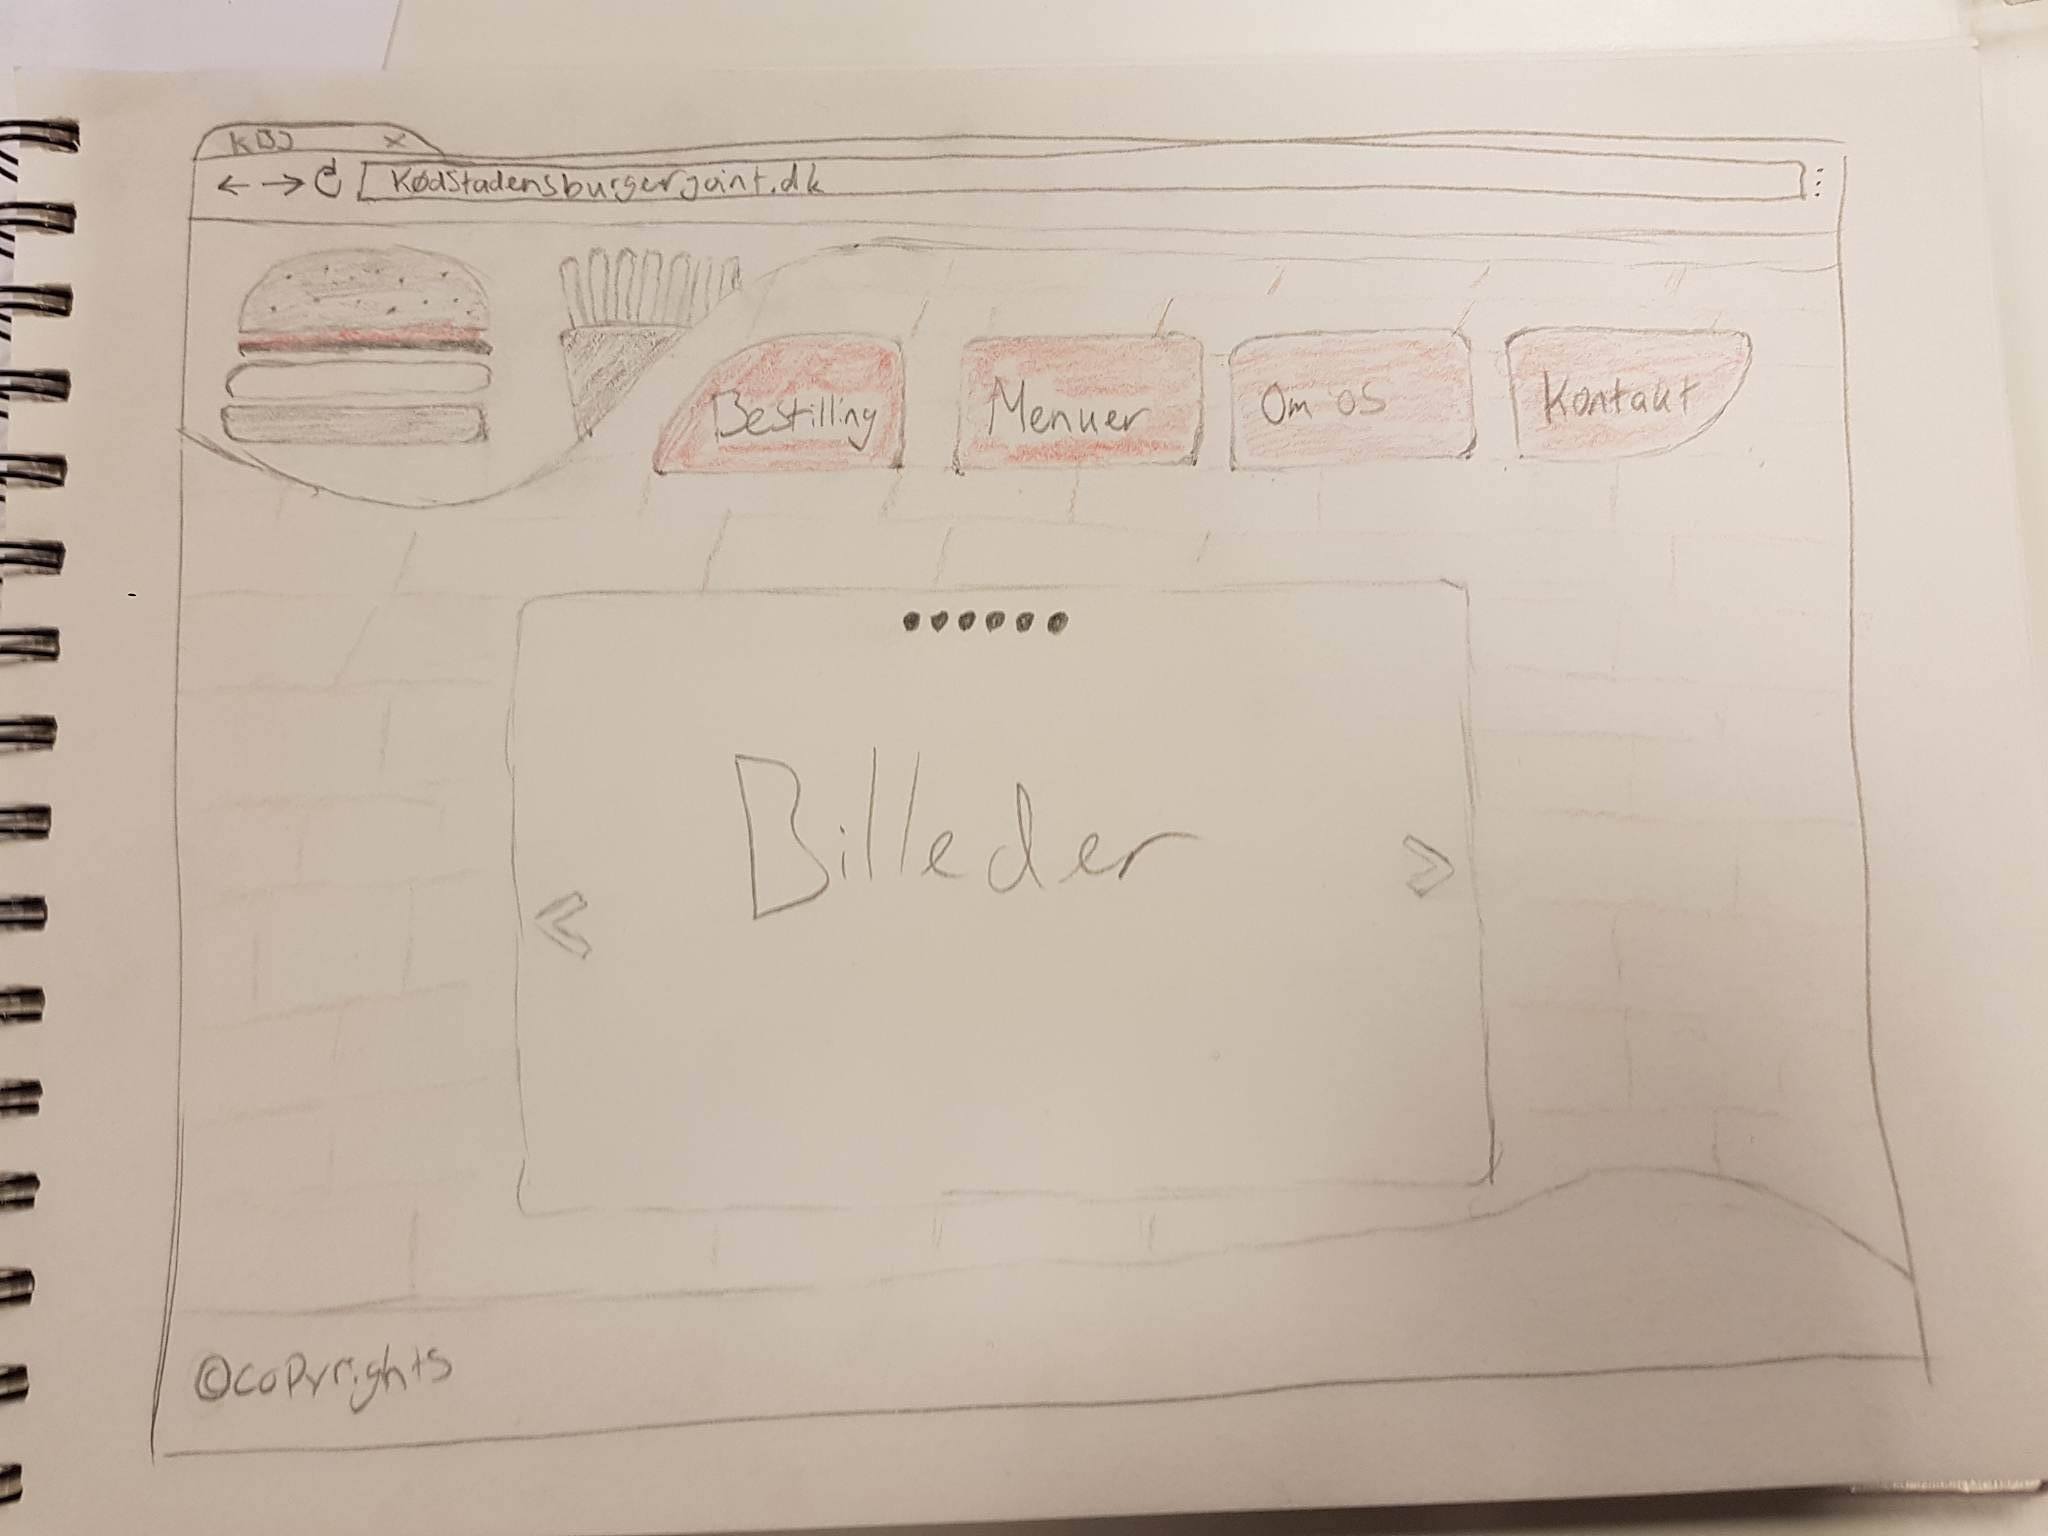 KBJ X
Kødstadensburgerjoint.dk
Bestilling Menuer Om os Kontakt
Billeder
©coPyrights